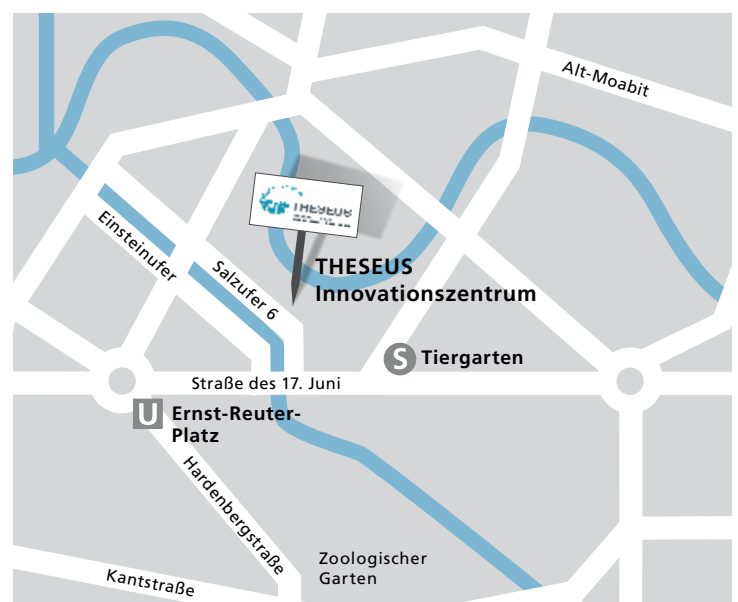 Alt-Moabit
THESEUS
Einsteinufer
Salzufer 6
THESEUS
Innovationszentrum
S Tiergarten
Straße des 17. Juni
U Ernst-Reuter-
Platz
Hardenbergstraße
Zoologischer
Garten
Kantstraße